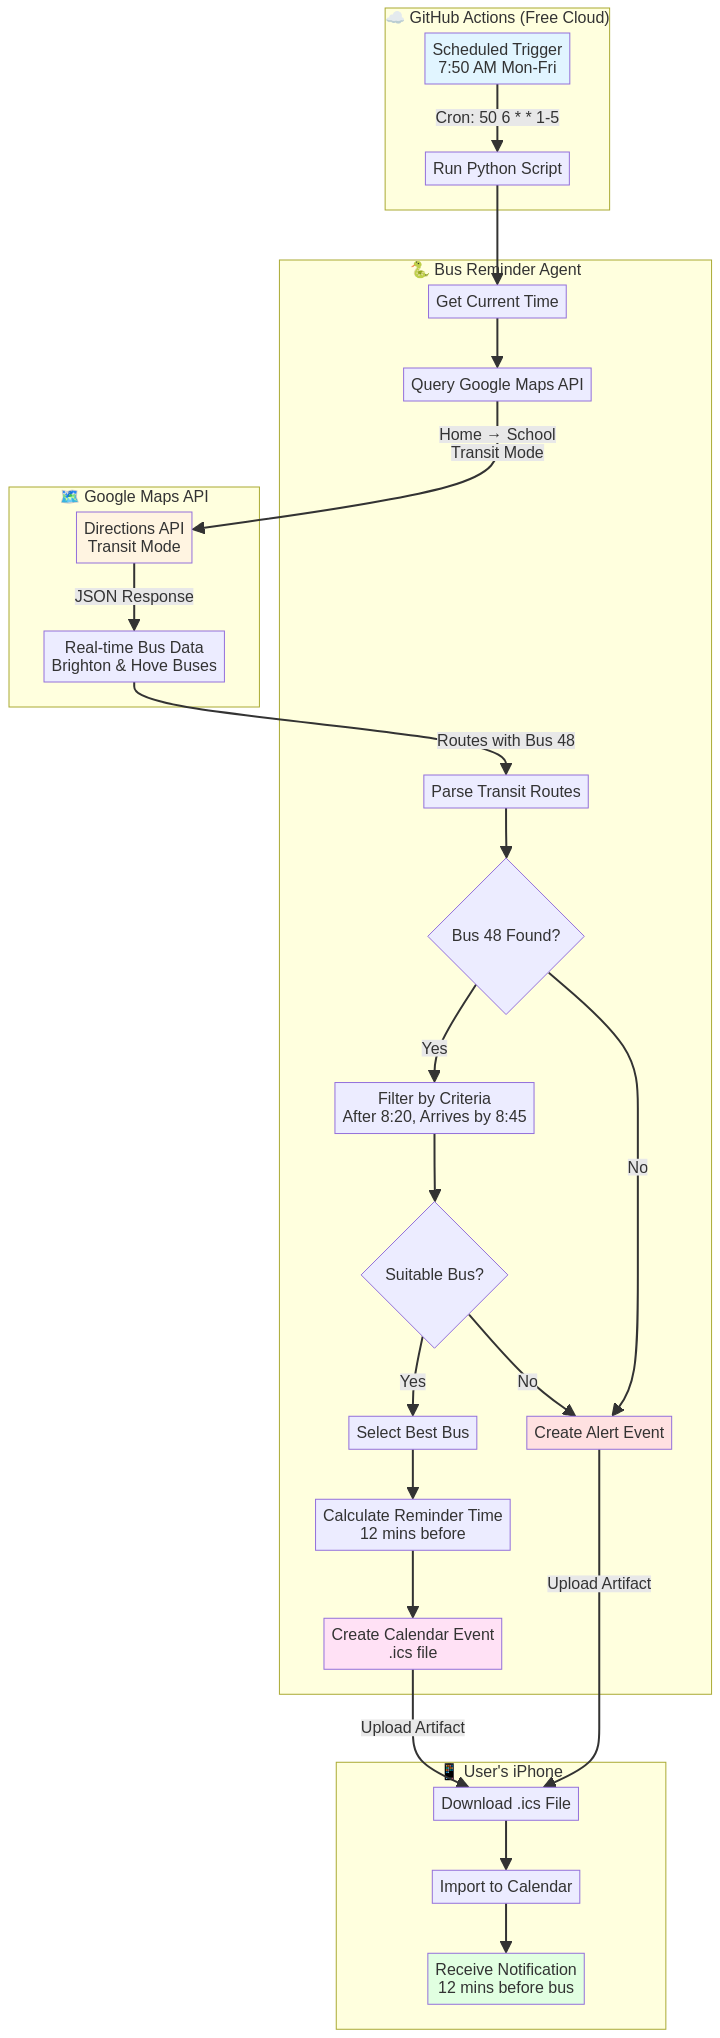 ☁️ GitHub Actions (Free Cloud)
Scheduled Trigger
7:50 AM Mon-Fri
Cron: 50 6 * * 1-5
Run Python Script
🐍 Bus Reminder Agent
Get Current Time
Query Google Maps API
Home → School
Transit Mode
🗺️ Google Maps API
Directions API
Transit Mode
JSON Response
Real-time Bus Data
Brighton & Hove Buses
Routes with Bus 48
Parse Transit Routes
Bus 48 Found?
Yes
Filter by Criteria
After 8:20, Arrives by 8:45
No
Suitable Bus?
Yes
No
Select Best Bus
Create Alert Event
Calculate Reminder Time
12 mins before
Upload Artifact
Create Calendar Event
.ics file
Upload Artifact
📱 User's iPhone
Download .ics File
Import to Calendar
Receive Notification
12 mins before bus